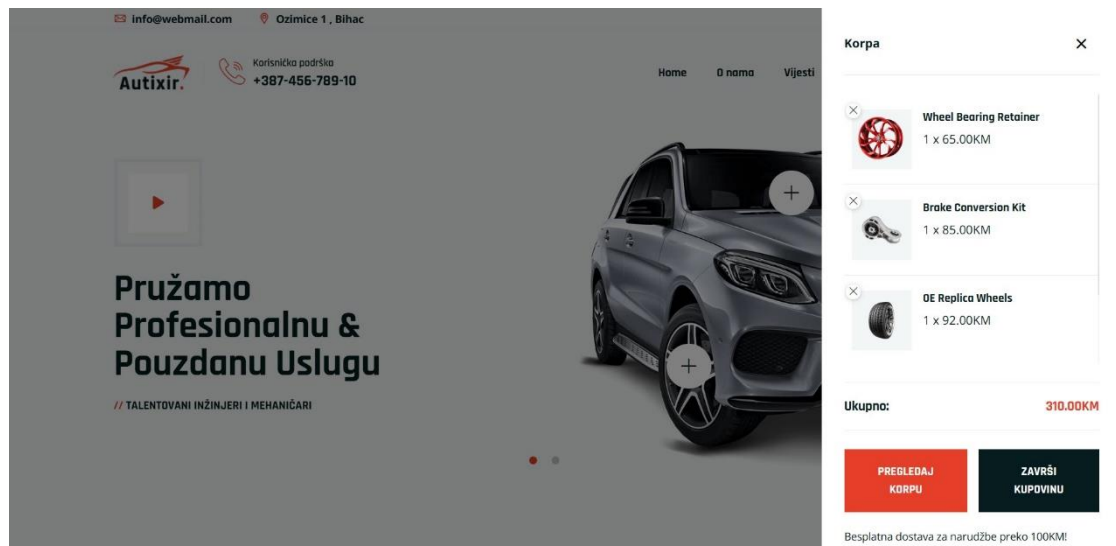 info@webmail.com
Ozimice 1 , Bihac
Autixir.
Korisnička podrška
+387-456-789-10
Home
O nama
Vijesti
Pružamo
Profesionalnu &
Pouzdanu Uslugu
// TALENTOVANI INŽINJERI I MEHANIČARI
Korpa
Wheel Bearing Retainer
1 x 65.00KM
Brake Conversion Kit
1 x 85.00KM
OE Replica Wheels
1 x 92.00KM
Ukupno:
310.00KM
PREGLEDAJ
KORPU
ZAVRŠI
KUPOVINU
Besplatna dostava za narudžbe preko 100KM!